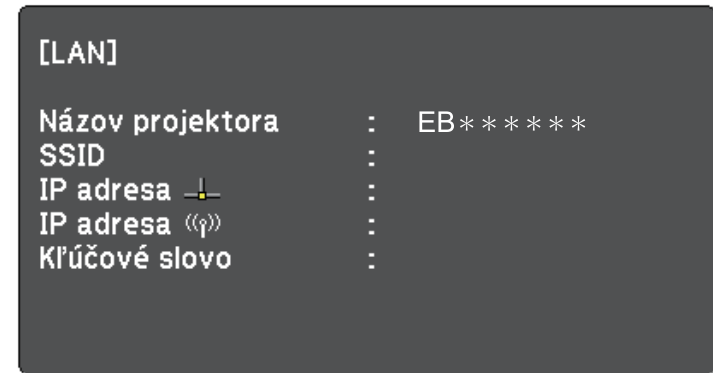 [LAN]
Názov projektora : EB******
SSID :
IP adresa :
IP adresa :
Kľúčové slovo :